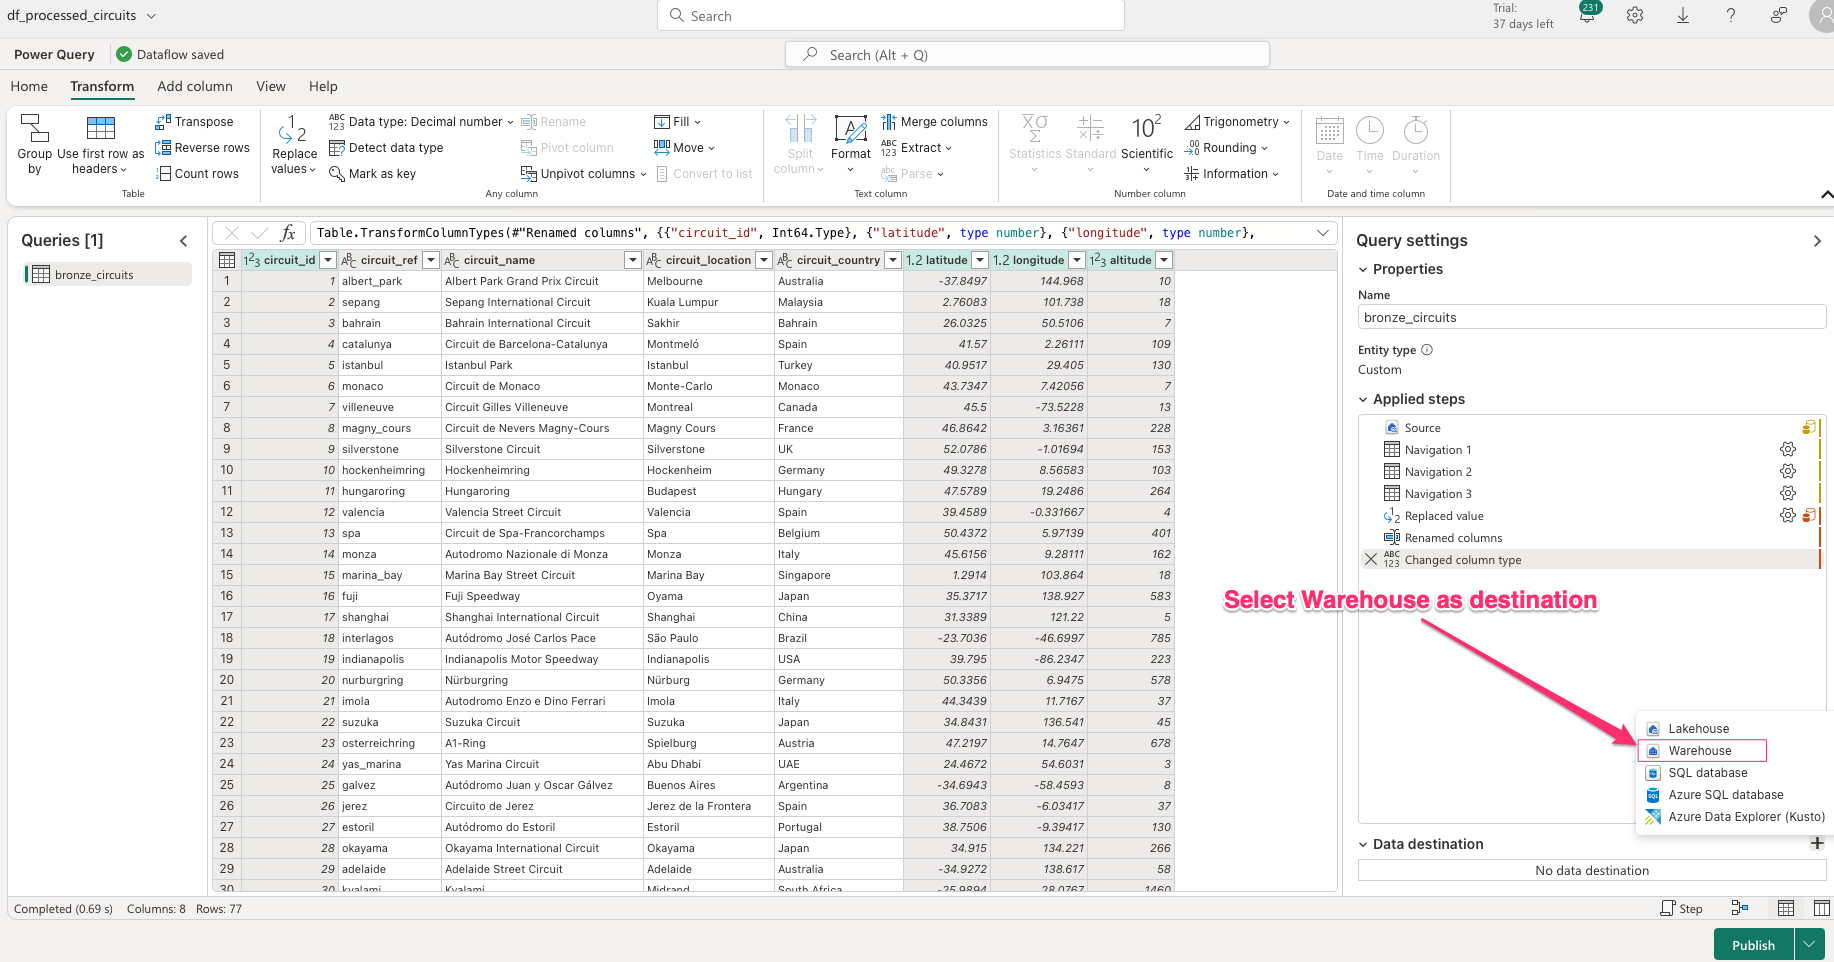 df_processed_circuits
Search
Trial:
37 days left
231
Power Query
Dataflow saved
Search (Alt + Q)
Home Transform Add column View Help
Group by
Use first row as headers
Transpose
Reverse rows
Count rows
Table
Replace values
Data type: Decimal number
Detect data type
Mark as key
Rename
Pivot column
Unpivot columns
Fill
Move
Convert to list
Any column
Split column
Format
Merge columns
Extract
Parse
Text column
Statistics
Standard
Scientific
Trigonometry
Rounding
Information
Number column
Date
Time
Duration
Date and time column
Queries [1]
bronze_circuits
fx Table.TransformColumnTypes(#"Renamed columns", {{"circuit_id", Int64.Type}, {"latitude", type number}, {"longitude", type number},
circuit_id circuit_ref circuit_name circuit_location circuit_country 1.2 latitude 1.2 longitude altitude
1 1 albert_park Albert Park Grand Prix Circuit Melbourne Australia -37.8497 144.968 10
2 2 sepang Sepang International Circuit Kuala Lumpur Malaysia 2.76083 101.738 18
3 3 bahrain Bahrain International Circuit Sakhir Bahrain 26.0325 50.5106 7
4 4 catalunya Circuit de Barcelona-Catalunya Montmeló Spain 41.57 2.26111 109
5 5 istanbul Istanbul Park Istanbul Turkey 40.9517 29.405 130
6 6 monaco Circuit de Monaco Monte-Carlo Monaco 43.7347 7.42056 7
7 7 villeneuve Circuit Gilles Villeneuve Montreal Canada 45.5 -73.5228 13
8 8 magny_cours Circuit de Nevers Magny-Cours Magny Cours France 46.8642 3.16361 228
9 9 silverstone Silverstone Circuit Silverstone UK 52.0786 -1.01694 153
10 10 hockenheimring Hockenheimring Hockenheim Germany 49.3278 8.56583 103
11 11 hungaroring Hungaroring Budapest Hungary 47.5789 19.2486 264
12 12 valencia Valencia Street Circuit Valencia Spain 39.4589 -0.331667 4
13 13 spa Circuit de Spa-Francorchamps Spa Belgium 50.4372 5.97139 401
14 14 monza Autodromo Nazionale di Monza Monza Italy 45.6156 9.28111 162
15 15 marina_bay Marina Bay Street Circuit Marina Bay Singapore 1.2914 103.864 18
16 16 fuji Fuji Speedway Oyama Japan 35.3717 138.927 583
17 17 shanghai Shanghai International Circuit Shanghai China 31.3389 121.22 5
18 18 interlagos Autódromo José Carlos Pace São Paulo Brazil -23.7036 -46.6997 785
19 19 indianapolis Indianapolis Motor Speedway Indianapolis USA 39.795 -86.2347 223
20 20 nurburgring Nürburgring Nürburg Germany 50.3356 6.9475 578
21 21 imola Autodromo Enzo e Dino Ferrari Imola Italy 44.3439 11.7167 37
22 22 suzuka Suzuka Circuit Suzuka Japan 34.8431 136.541 45
23 23 osterreichring A1-Ring Spielburg Austria 47.2197 14.7647 678
24 24 yas_marina Yas Marina Circuit Abu Dhabi UAE 24.4672 54.6031 3
25 25 galvez Autódromo Juan y Oscar Gálvez Buenos Aires Argentina -34.6943 -58.4593 8
26 26 jerez Circuito de Jerez Jerez de la Frontera Spain 36.7083 -6.03417 37
27 27 estoril Autódromo do Estoril Estoril Portugal 38.7506 -9.39417 130
28 28 okayama Okayama International Circuit Okayama Japan 34.915 134.221 266
29 29 adelaide Adelaide Street Circuit Adelaide Australia -34.9272 138.617 58
30 30 kyalami Kyalami Midrand South Africa -25.9894 28.0767 1460
Query settings
Properties
Name
bronze_circuits
Entity type
Custom
Applied steps
Source
Navigation 1
Navigation 2
Navigation 3
Replaced value
Renamed columns
Changed column type
Select Warehouse as destination
Lakehouse
Warehouse
SQL database
Azure SQL database
Azure Data Explorer (Kusto)
Data destination
No data destination
Completed (0.69 s) Columns: 8 Rows: 77
Step
Publish